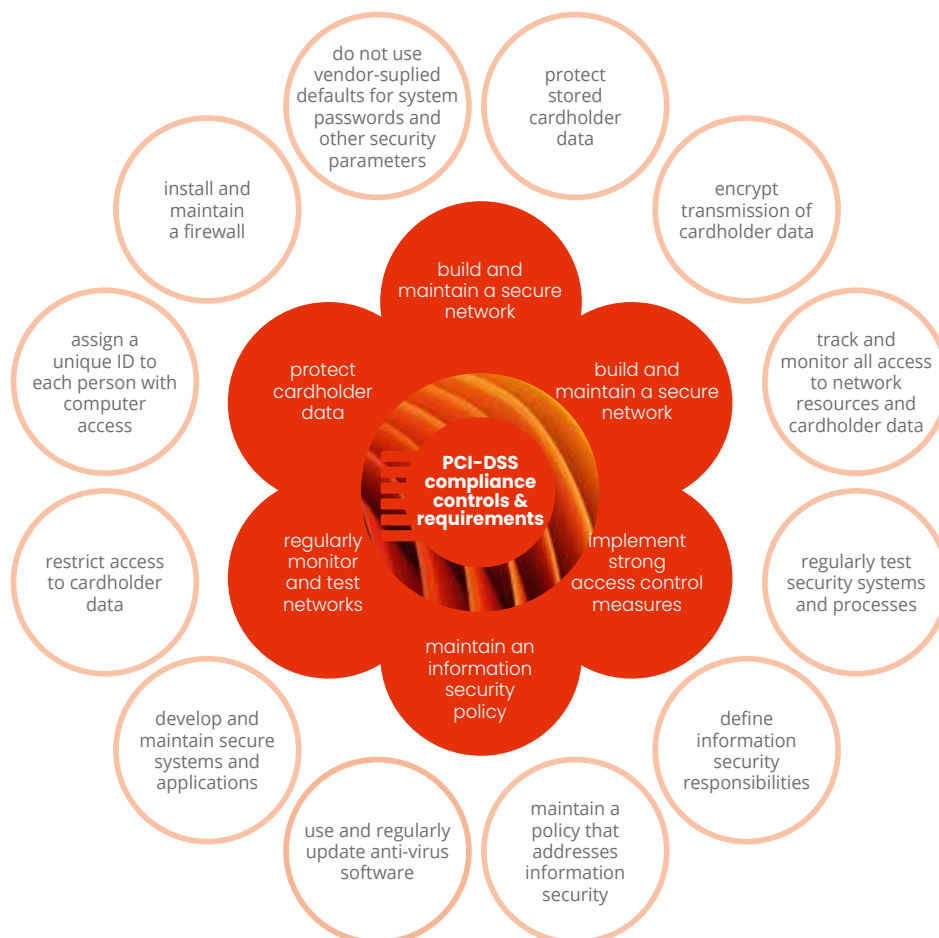 do not use
vendor-suplied
defaults for system
passwords and
other security
parameters
protect
stored
cardholder
data
install and
maintain
a firewall
encrypt
transmission of
cardholder data
build and
maintain a secure
network
assign a
unique ID to
each person with
computer
access
protect
cardholder
data
build and
maintain a secure
network
track and
monitor all access
to network
resources and
cardholder data
PCI-DSS
compliance
controls &
requirements
restrict access
to cardholder
data
regularly
monitor
and test
networks
implement
strong
access control
measures
regularly test
security systems
and processes
maintain an
information
security
policy
develop and
maintain secure
systems and
applications
define
information
security
responsibilities
use and regularly
update anti-virus
software
maintain a
policy that
addresses
information
security